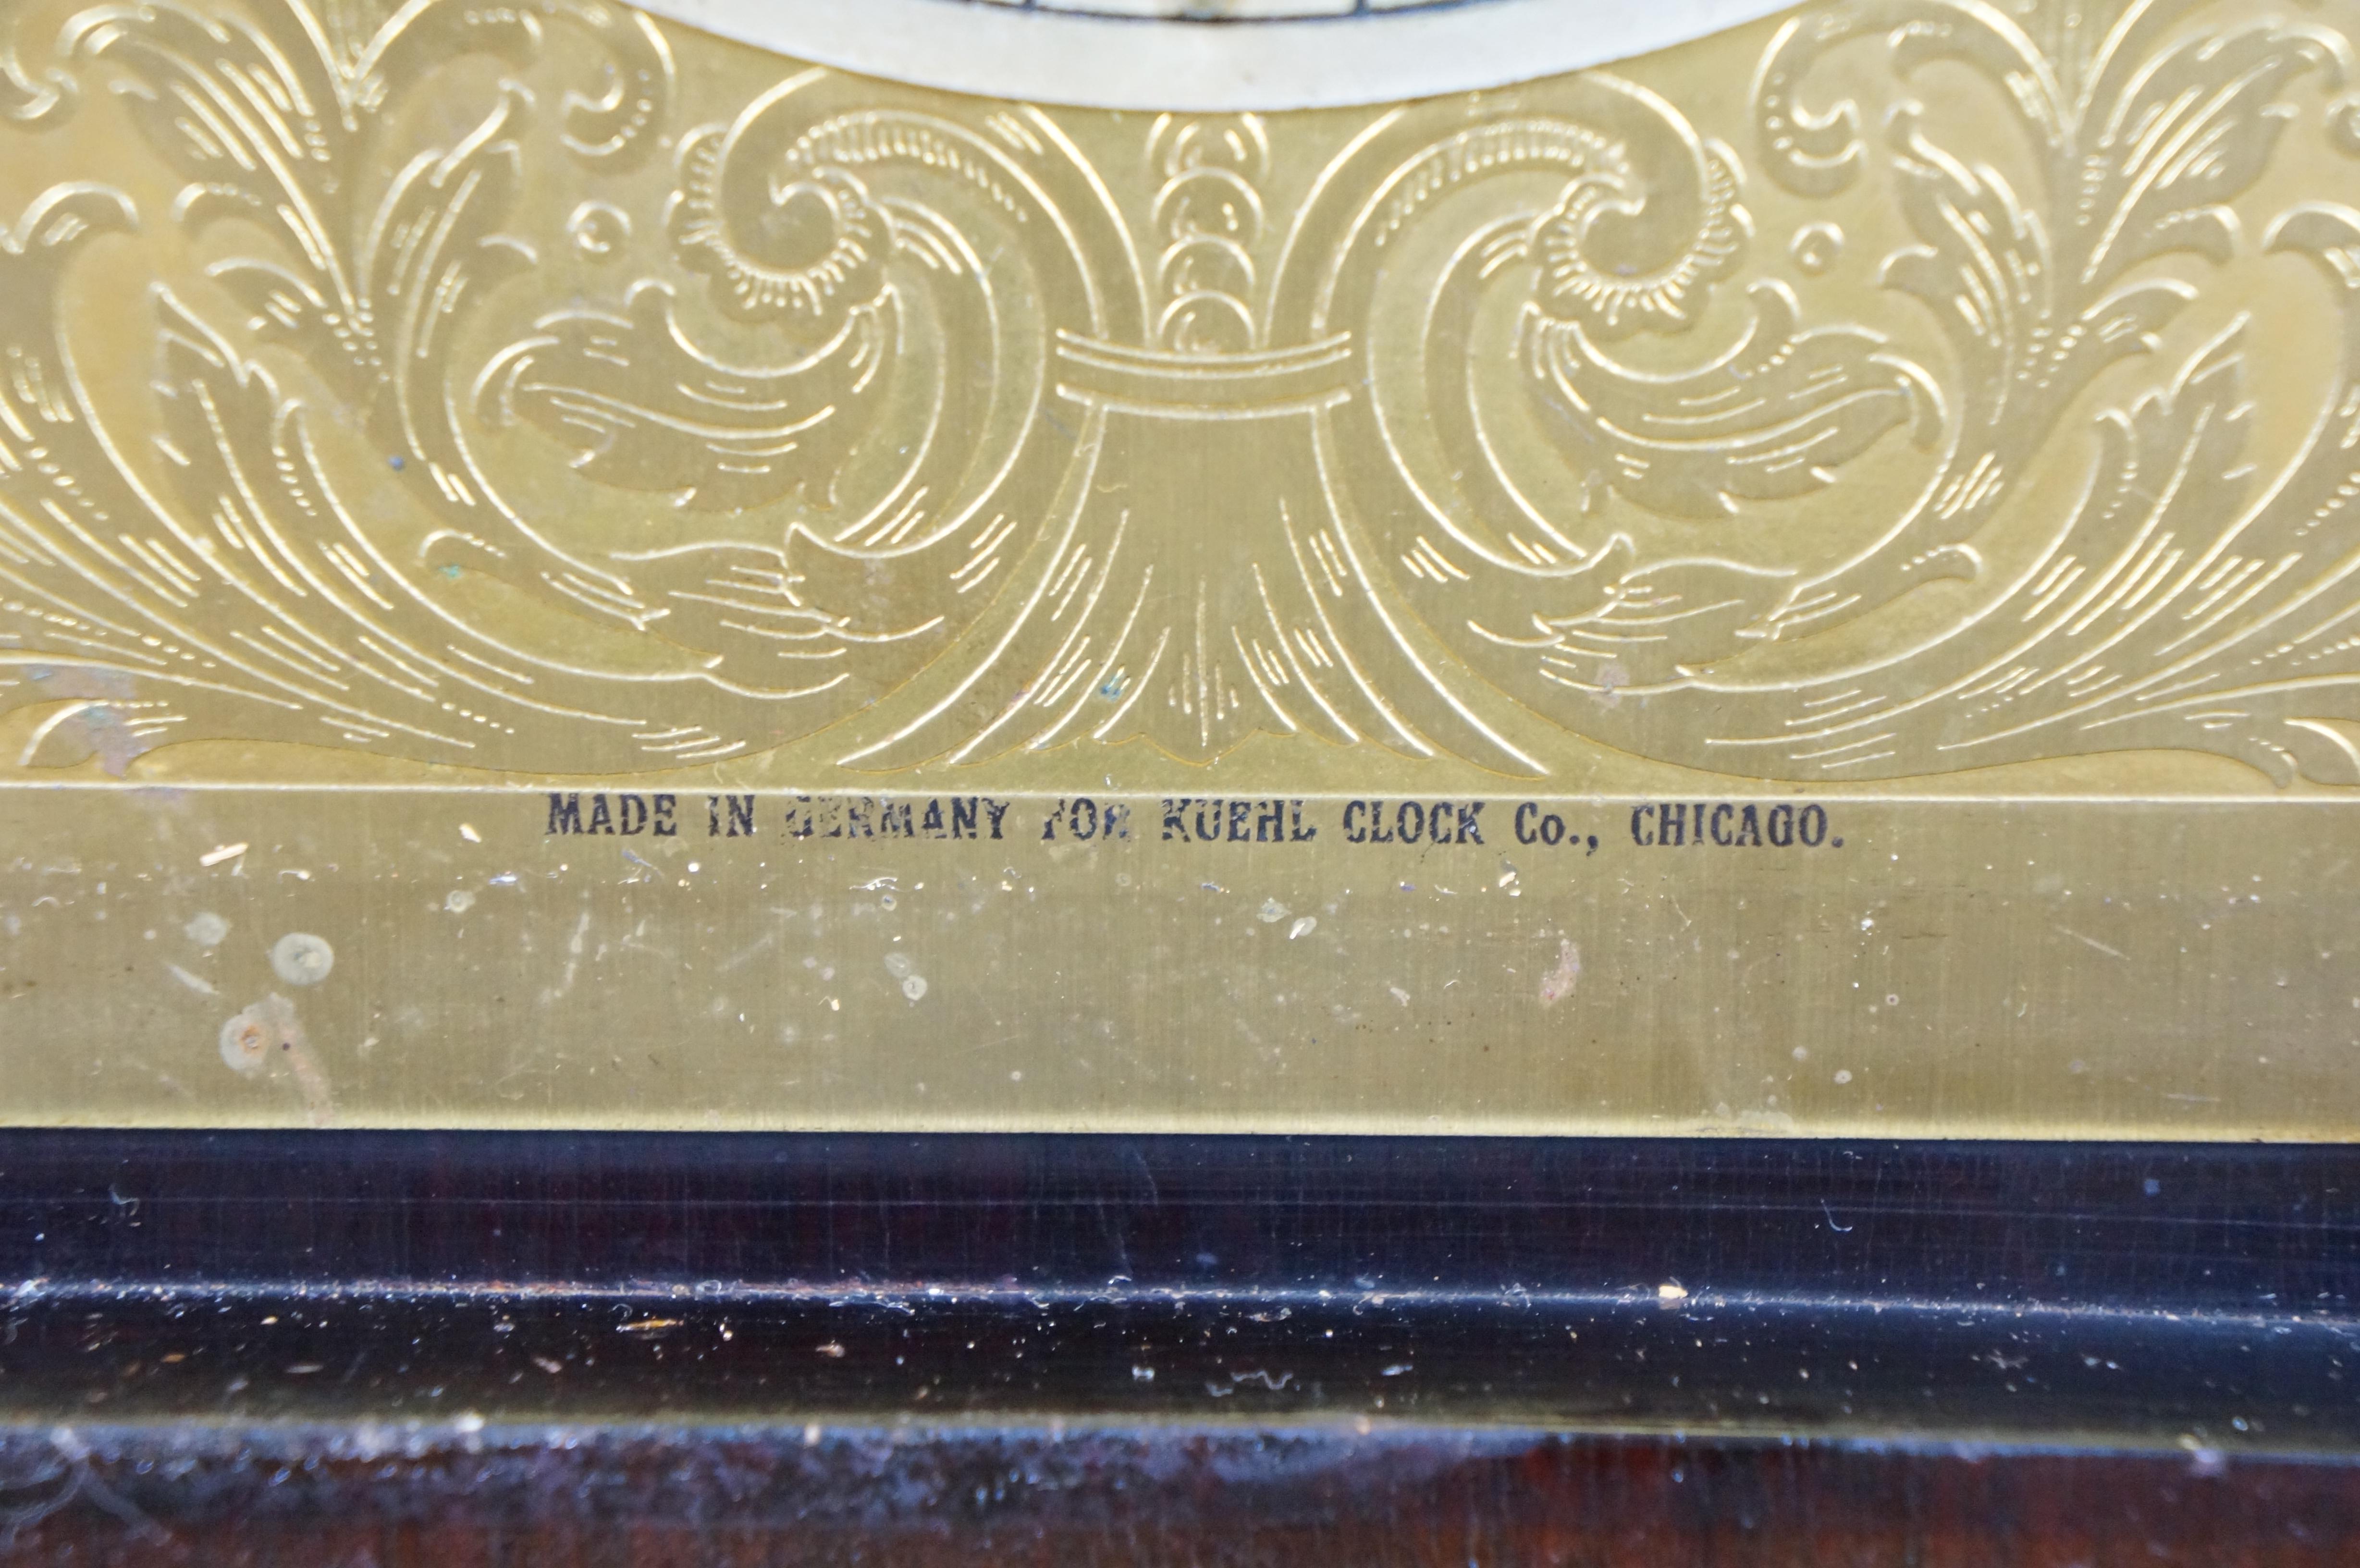 MADE IN GERMANY FOR KUEHL CLOCK Co., CHICAGO.